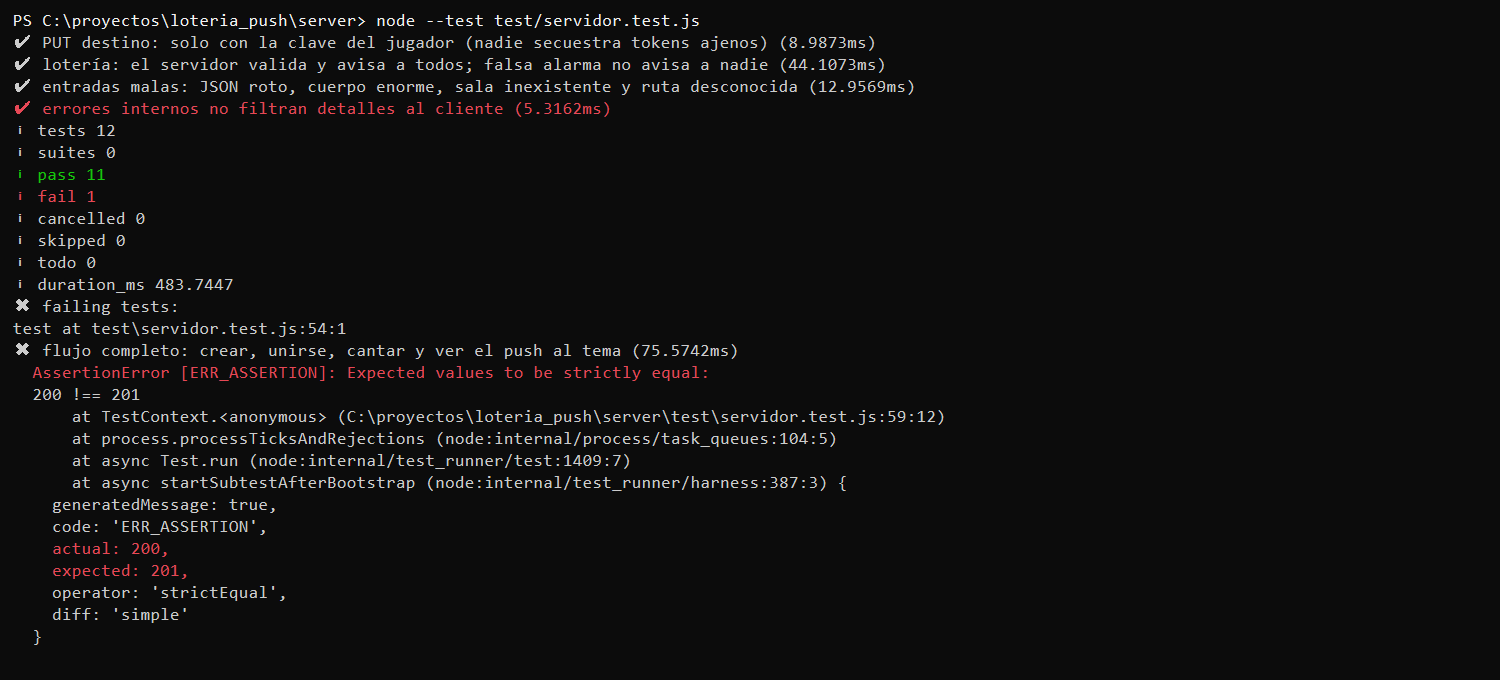 PS C:\proyectos\loteria_push\server> node --test test/servidor.test.js
✔ PUT destino: solo con la clave del jugador (nadie secuestra tokens ajenos) (8.9873ms)
✔ lotería: el servidor valida y avisa a todos; falsa alarma no avisa a nadie (44.1073ms)
✔ entradas malas: JSON roto, cuerpo enorme, sala inexistente y ruta desconocida (12.9569ms)
✔ errores internos no filtran detalles al cliente (5.3162ms)
ℹ tests 12
ℹ suites 0
ℹ pass 11
ℹ fail 1
ℹ cancelled 0
ℹ skipped 0
ℹ todo 0
ℹ duration_ms 483.7447
✖ failing tests:
test at test\servidor.test.js:54:1
✖ flujo completo: crear, unirse, cantar y ver el push al tema (75.5742ms)
  AssertionError [ERR_ASSERTION]: Expected values to be strictly equal:
  200 !== 201
      at TestContext.<anonymous> (C:\proyectos\loteria_push\server\test\servidor.test.js:59:12)
      at process.processTicksAndRejections (node:internal/process/task_queues:104:5)
      at async Test.run (node:internal/test_runner/test:1409:7)
      at async startSubtestAfterBootstrap (node:internal/test_runner/harness:387:3) {
    generatedMessage: true,
    code: 'ERR_ASSERTION',
    actual: 200,
    expected: 201,
    operator: 'strictEqual',
    diff: 'simple'
  }